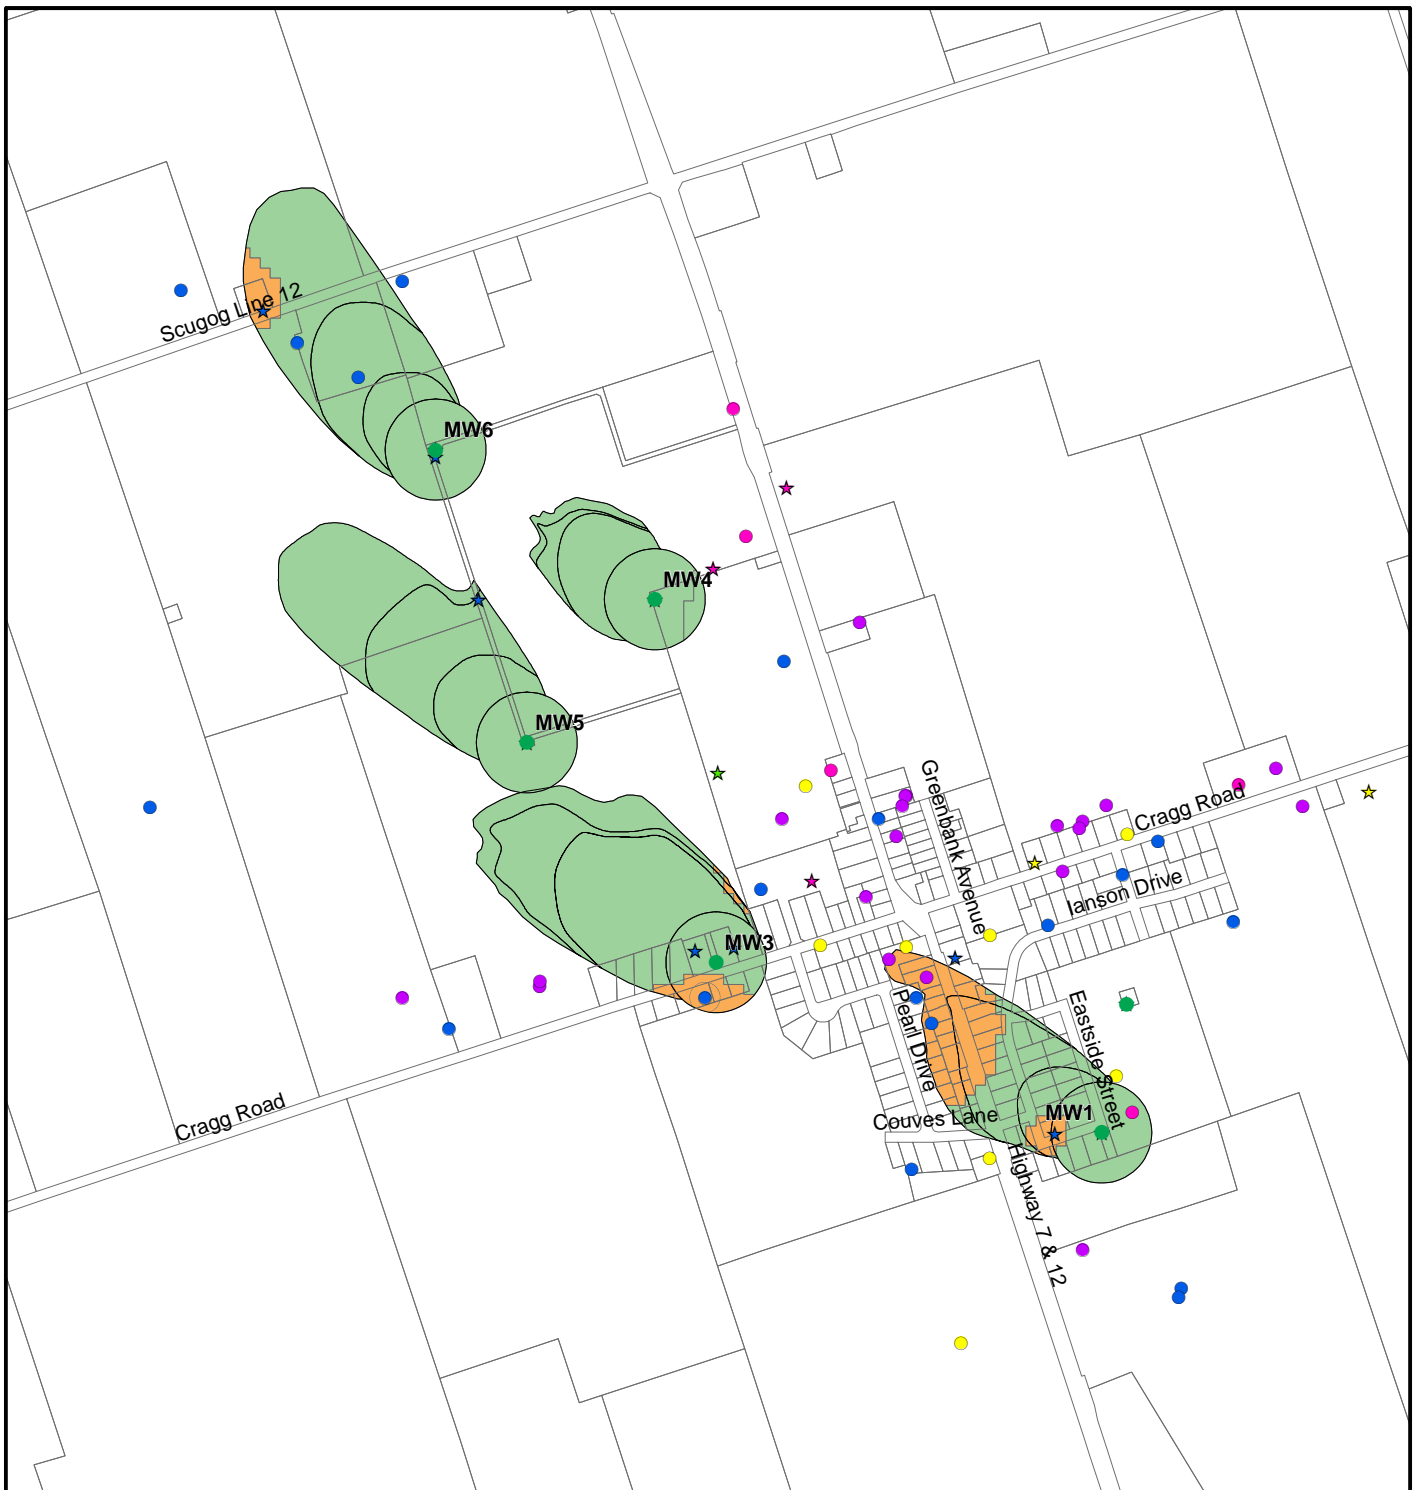 Scugog Line 12
MW6
MW4
MW5
Greenbank Avenue
Cragg Road
Ianson Drive
MW3
Pearl Drive
Eastside Street
Cragg Road
Couves Lane
MW1
Highway 7 & 12